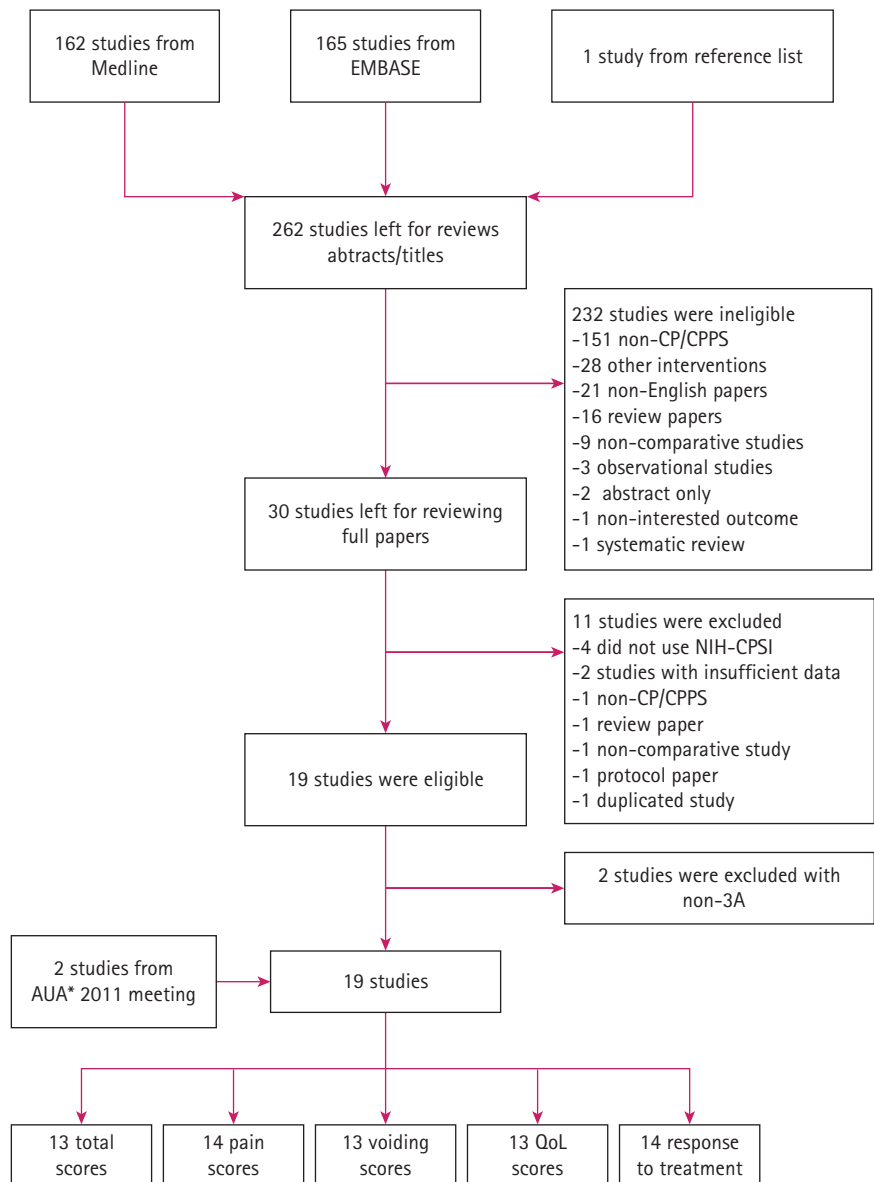 162 studies from
Medline
165 studies from
EMBASE
1 study from reference list
262 studies left for reviews
abtracts/titles
232 studies were ineligible
-151 non-CP/CPPS
-28 other interventions
-21 non-English papers
-16 review papers
-9 non-comparative studies
-3 observational studies
-2 abstract only
-1 non-interested outcome
-1 systematic review
30 studies left for reviewing
full papers
11 studies were excluded
-4 did not use NIH-CPSI
-2 studies with insufficient data
-1 non-CP/CPPS
-1 review paper
-1 non-comparative study
-1 protocol paper
-1 duplicated study
19 studies were eligible
2 studies were excluded with
non-3A
2 studies from
AUA* 2011 meeting
19 studies
13 total
scores
14 pain
scores
13 voiding
scores
13 QoL
scores
14 response
to treatment